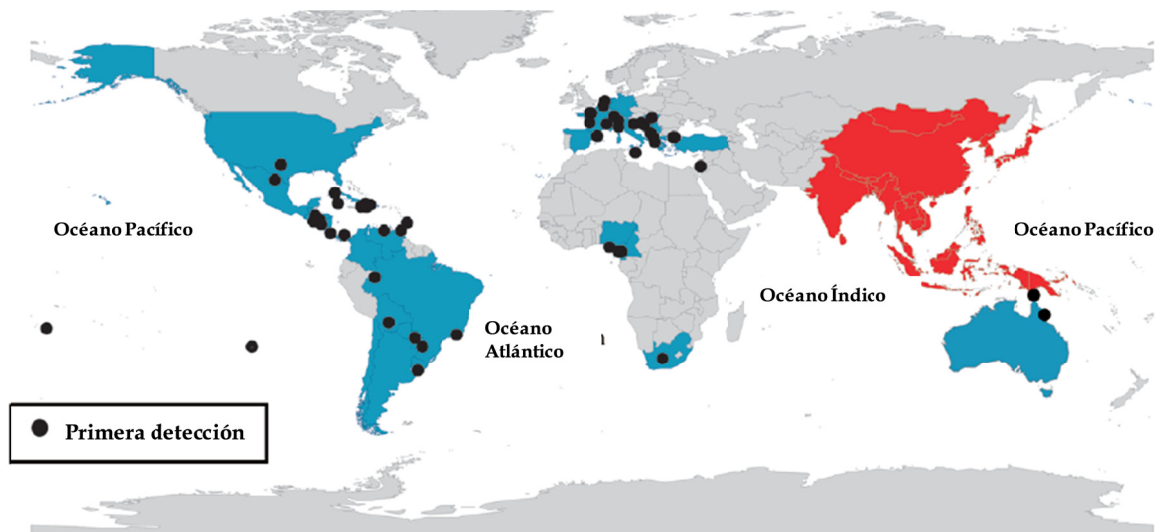 Océano Pacífico
Océano Pacífico
Océano Índico
Océano
Atlántico
Primera detección